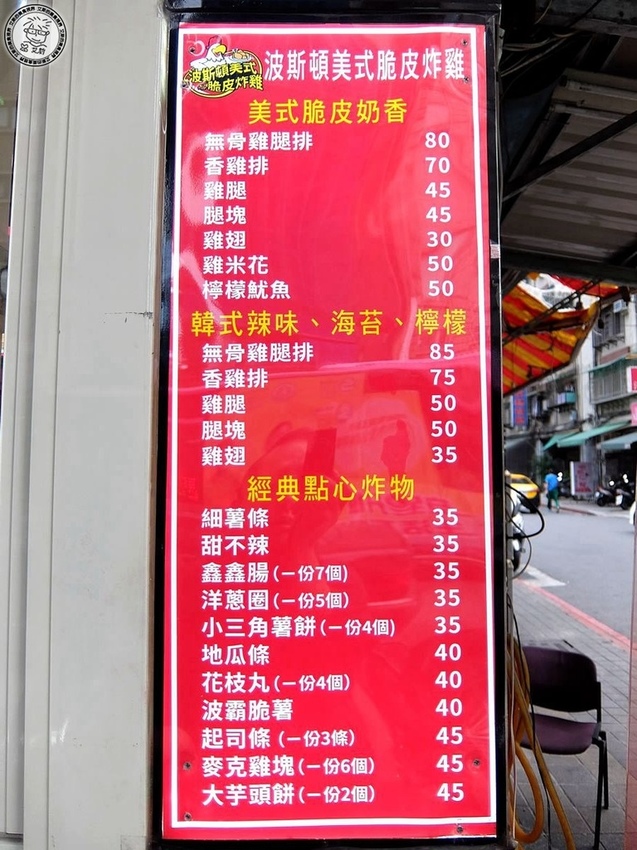 波斯頓美式脆皮炸雞
波斯頓美式
脆皮炸雞
美式脆皮奶香
無骨雞腿排 80
香雞排 70
雞腿 45
腿塊 45
雞翅 30
雞米花 50
檸檬魷魚 50
韓式辣味、海苔、檸檬
無骨雞腿排 85
香雞排 75
雞腿 50
腿塊 50
雞翅 35
經典點心炸物
細薯條 35
甜不辣 35
鑫鑫腸(一份7個) 35
洋蔥圈(一份5個) 35
小三角薯餅(一份4個) 35
地瓜條 40
花枝丸(一份4個) 40
波霸脆薯 40
起司條(一份3條) 45
麥克雞塊(一份6個) 45
大芋頭餅(一份2個) 45